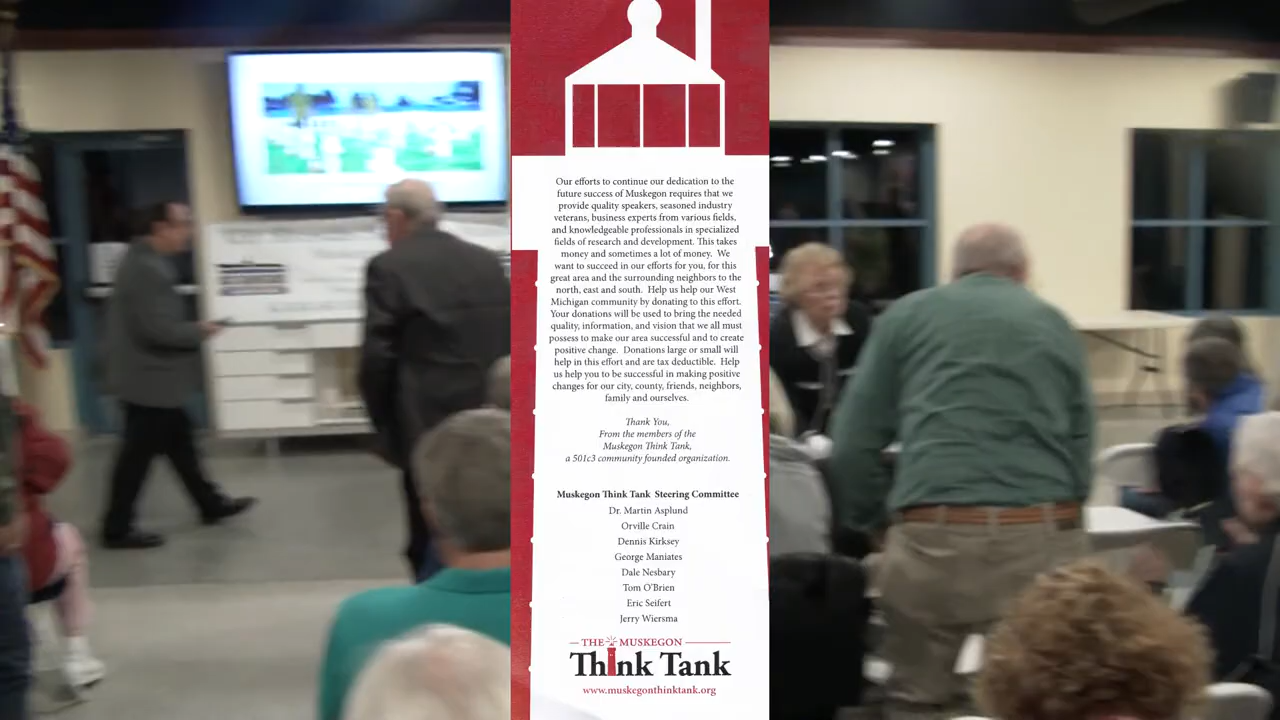 Our efforts to continue our dedication to the
future success of Muskegon requires that we
provide quality speakers, seasoned industry
veterans, business experts from various fields,
and knowledgeable professionals in specialized
fields of research and development. This takes
money and sometimes a lot of money. We
want to succeed in our efforts for you, for this
great area and the surrounding neighbors to the
north, east and south. Help us help our West
Michigan community by donating to this effort.
Your donations will be used to bring the needed
quality, information, and vision that we all must
possess to make our area successful and to create
positive change. Donations large or small will
help in this effort and are tax deductible. Help
us help you to be successful in making positive
changes for our city, county, friends, neighbors,
family and ourselves.
Thank You,
From the members of the
Muskegon Think Tank,
a 501c3 community founded organization.
Muskegon Think Tank Steering Committee
Dr. Martin Asplund
Orville Crain
Dennis Kirksey
George Maniates
Dale Nesbary
Tom O'Brien
Eric Seifert
Jerry Wiersma
THE MUSKEGON
Think Tank
www.muskegonthinktank.org